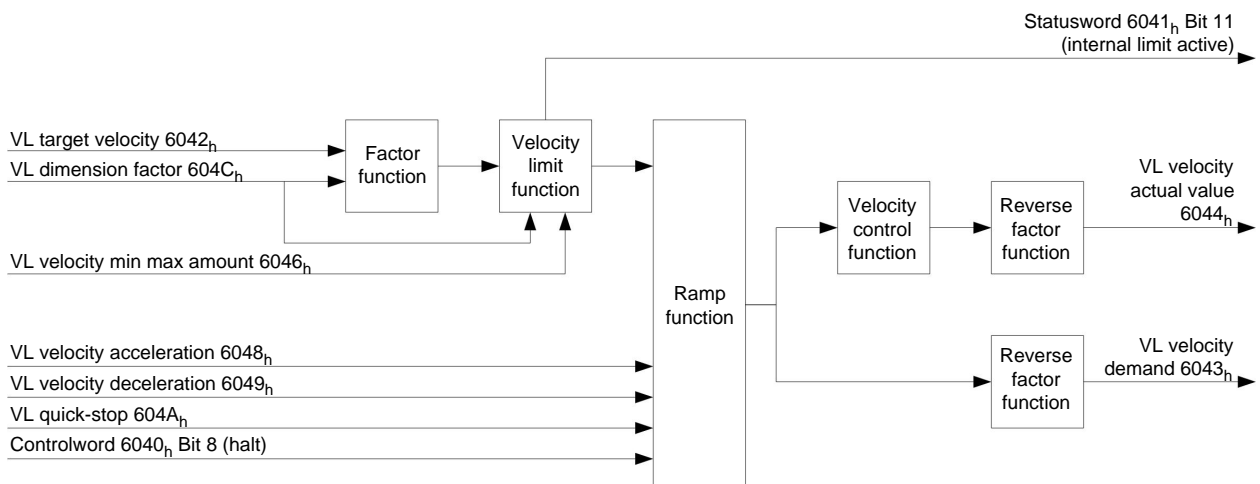 Statusword 6041h Bit 11
(internal limit active)
VL target velocity 6042h
VL dimension factor 604Ch
Factor
function
Velocity
limit
function
VL velocity min max amount 6046h
VL velocity acceleration 6048h
VL velocity deceleration 6049h
VL quick-stop 604Ah
Controlword 6040h Bit 8 (halt)
Ramp
function
Velocity
control
function
Reverse
factor
function
VL velocity
actual value
6044h
Reverse
factor
function
VL velocity
demand 6043h